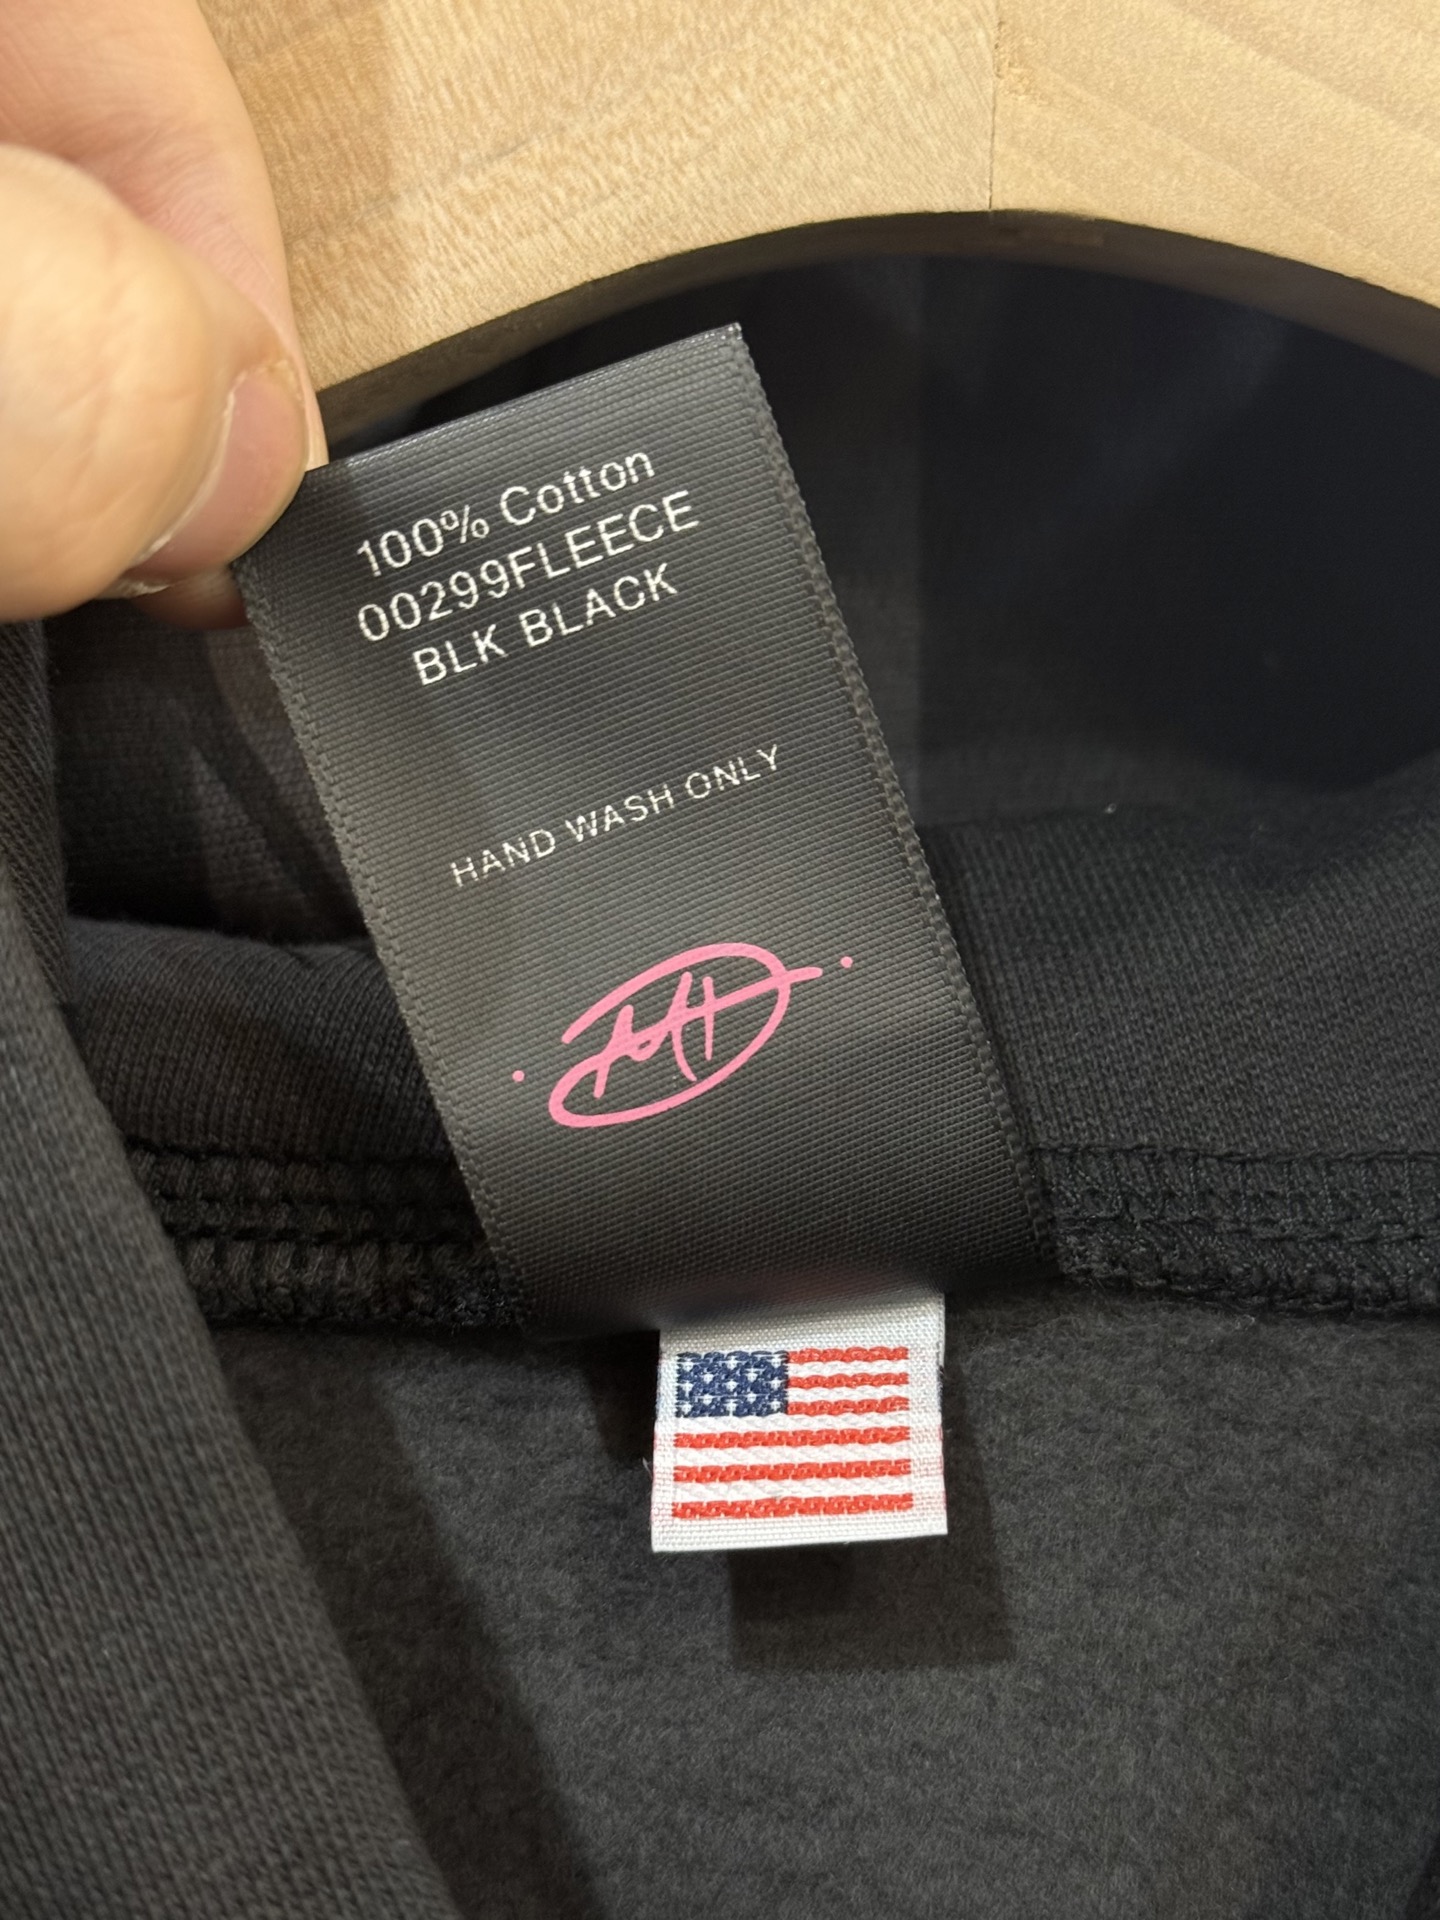 100% Cotton
00299FLEECE
BLK BLACK
HAND WASH ONLY